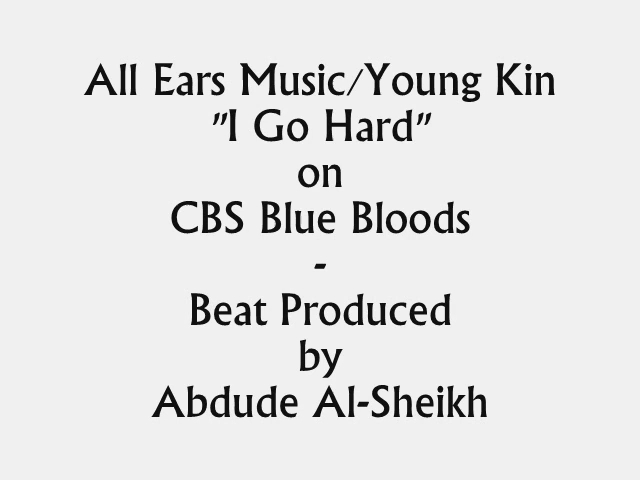 All Ears Music/Young Kin
"I Go Hard"
on
CBS Blue Bloods
-
Beat Produced
by
Abdude Al-Sheikh